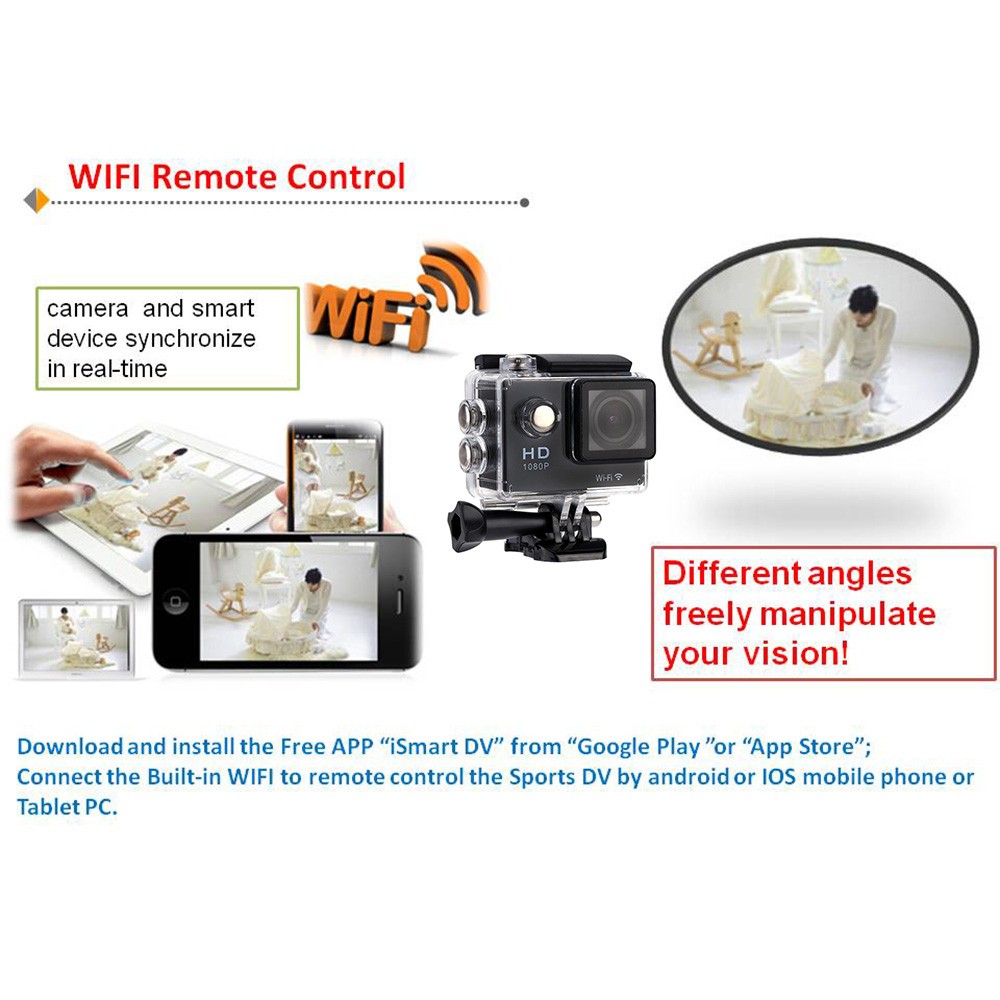 WIFI Remote Control
camera and smart
device synchronize
in real-time
WiFi
HD
1080P
Wi-Fi
Different angles
freely manipulate
your vision!
Download and install the Free APP “iSmart DV” from “Google Play ”or “App Store”;
Connect the Built-in WIFI to remote control the Sports DV by android or IOS mobile phone or
Tablet PC.